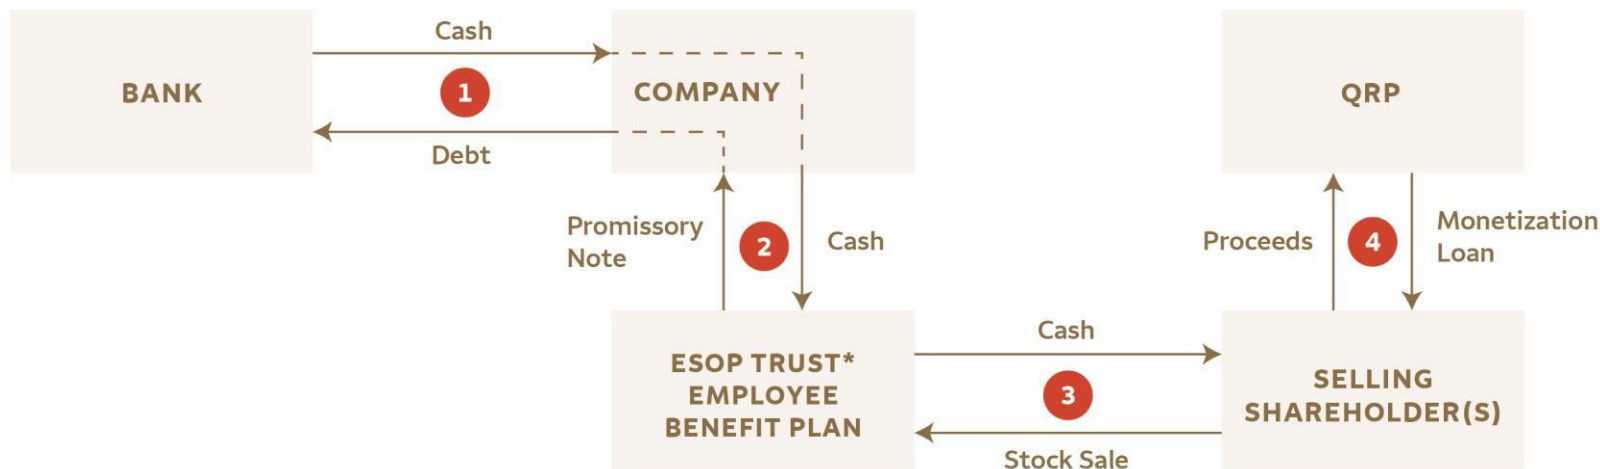 Cash
BANK
1
COMPANY
QRP
Debt
Promissory
Note
2
Cash
Proceeds
4
Monetization
Loan
ESOP TRUST*
EMPLOYEE
BENEFIT PLAN
Cash
3
Stock Sale
SELLING
SHAREHOLDER(S)